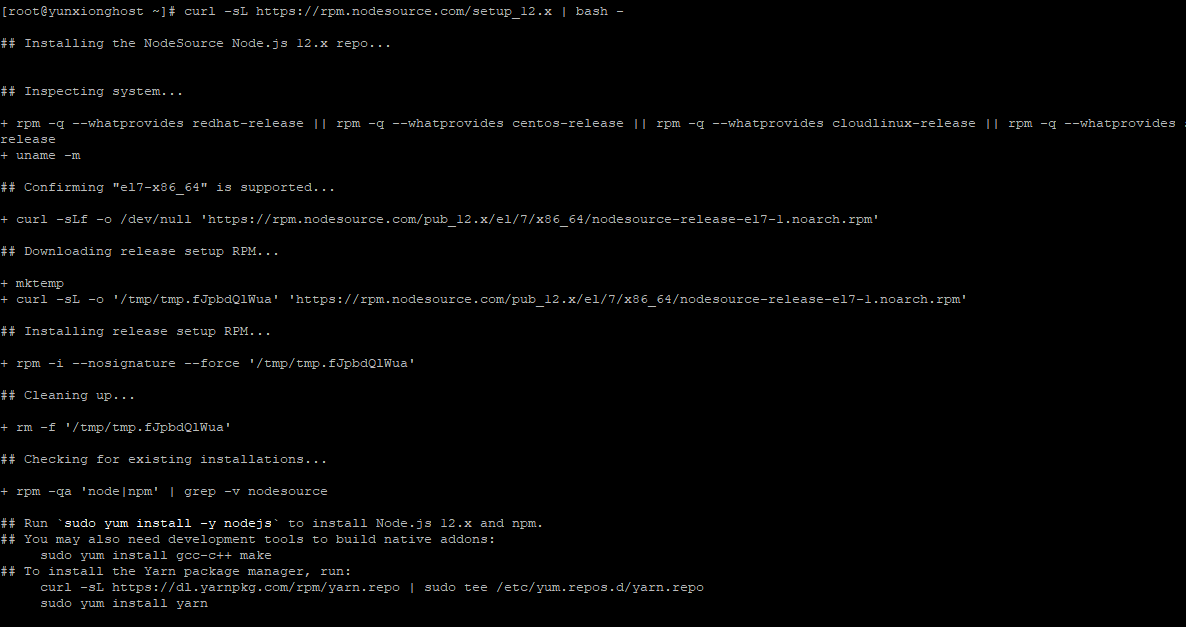 [root@yunxionghost ~]# curl -sL https://rpm.nodesource.com/setup_12.x | bash -
## Installing the NodeSource Node.js 12.x repo...
## Inspecting system...
+ rpm -q --whatprovides redhat-release || rpm -q --whatprovides centos-release || rpm -q --whatprovides cloudlinux-release || rpm -q --whatprovides
release
+ uname -m
## Confirming "el7-x86_64" is supported...
+ curl -sLf -o /dev/null 'https://rpm.nodesource.com/pub_12.x/el/7/x86_64/nodesource-release-el7-1.noarch.rpm'
## Downloading release setup RPM...
+ mktemp
+ curl -sL -o '/tmp/tmp.fJpbdQlWua' 'https://rpm.nodesource.com/pub_12.x/el/7/x86_64/nodesource-release-el7-1.noarch.rpm'
## Installing release setup RPM...
+ rpm -i --nosignature --force '/tmp/tmp.fJpbdQlWua'
## Cleaning up...
+ rm -f '/tmp/tmp.fJpbdQlWua'
## Checking for existing installations...
+ rpm -qa 'node|npm' | grep -v nodesource
## Run `sudo yum install -y nodejs` to install Node.js 12.x and npm.
## You may also need development tools to build native addons:
     sudo yum install gcc-c++ make
## To install the Yarn package manager, run:
     curl -sL https://dl.yarnpkg.com/rpm/yarn.repo | sudo tee /etc/yum.repos.d/yarn.repo
     sudo yum install yarn